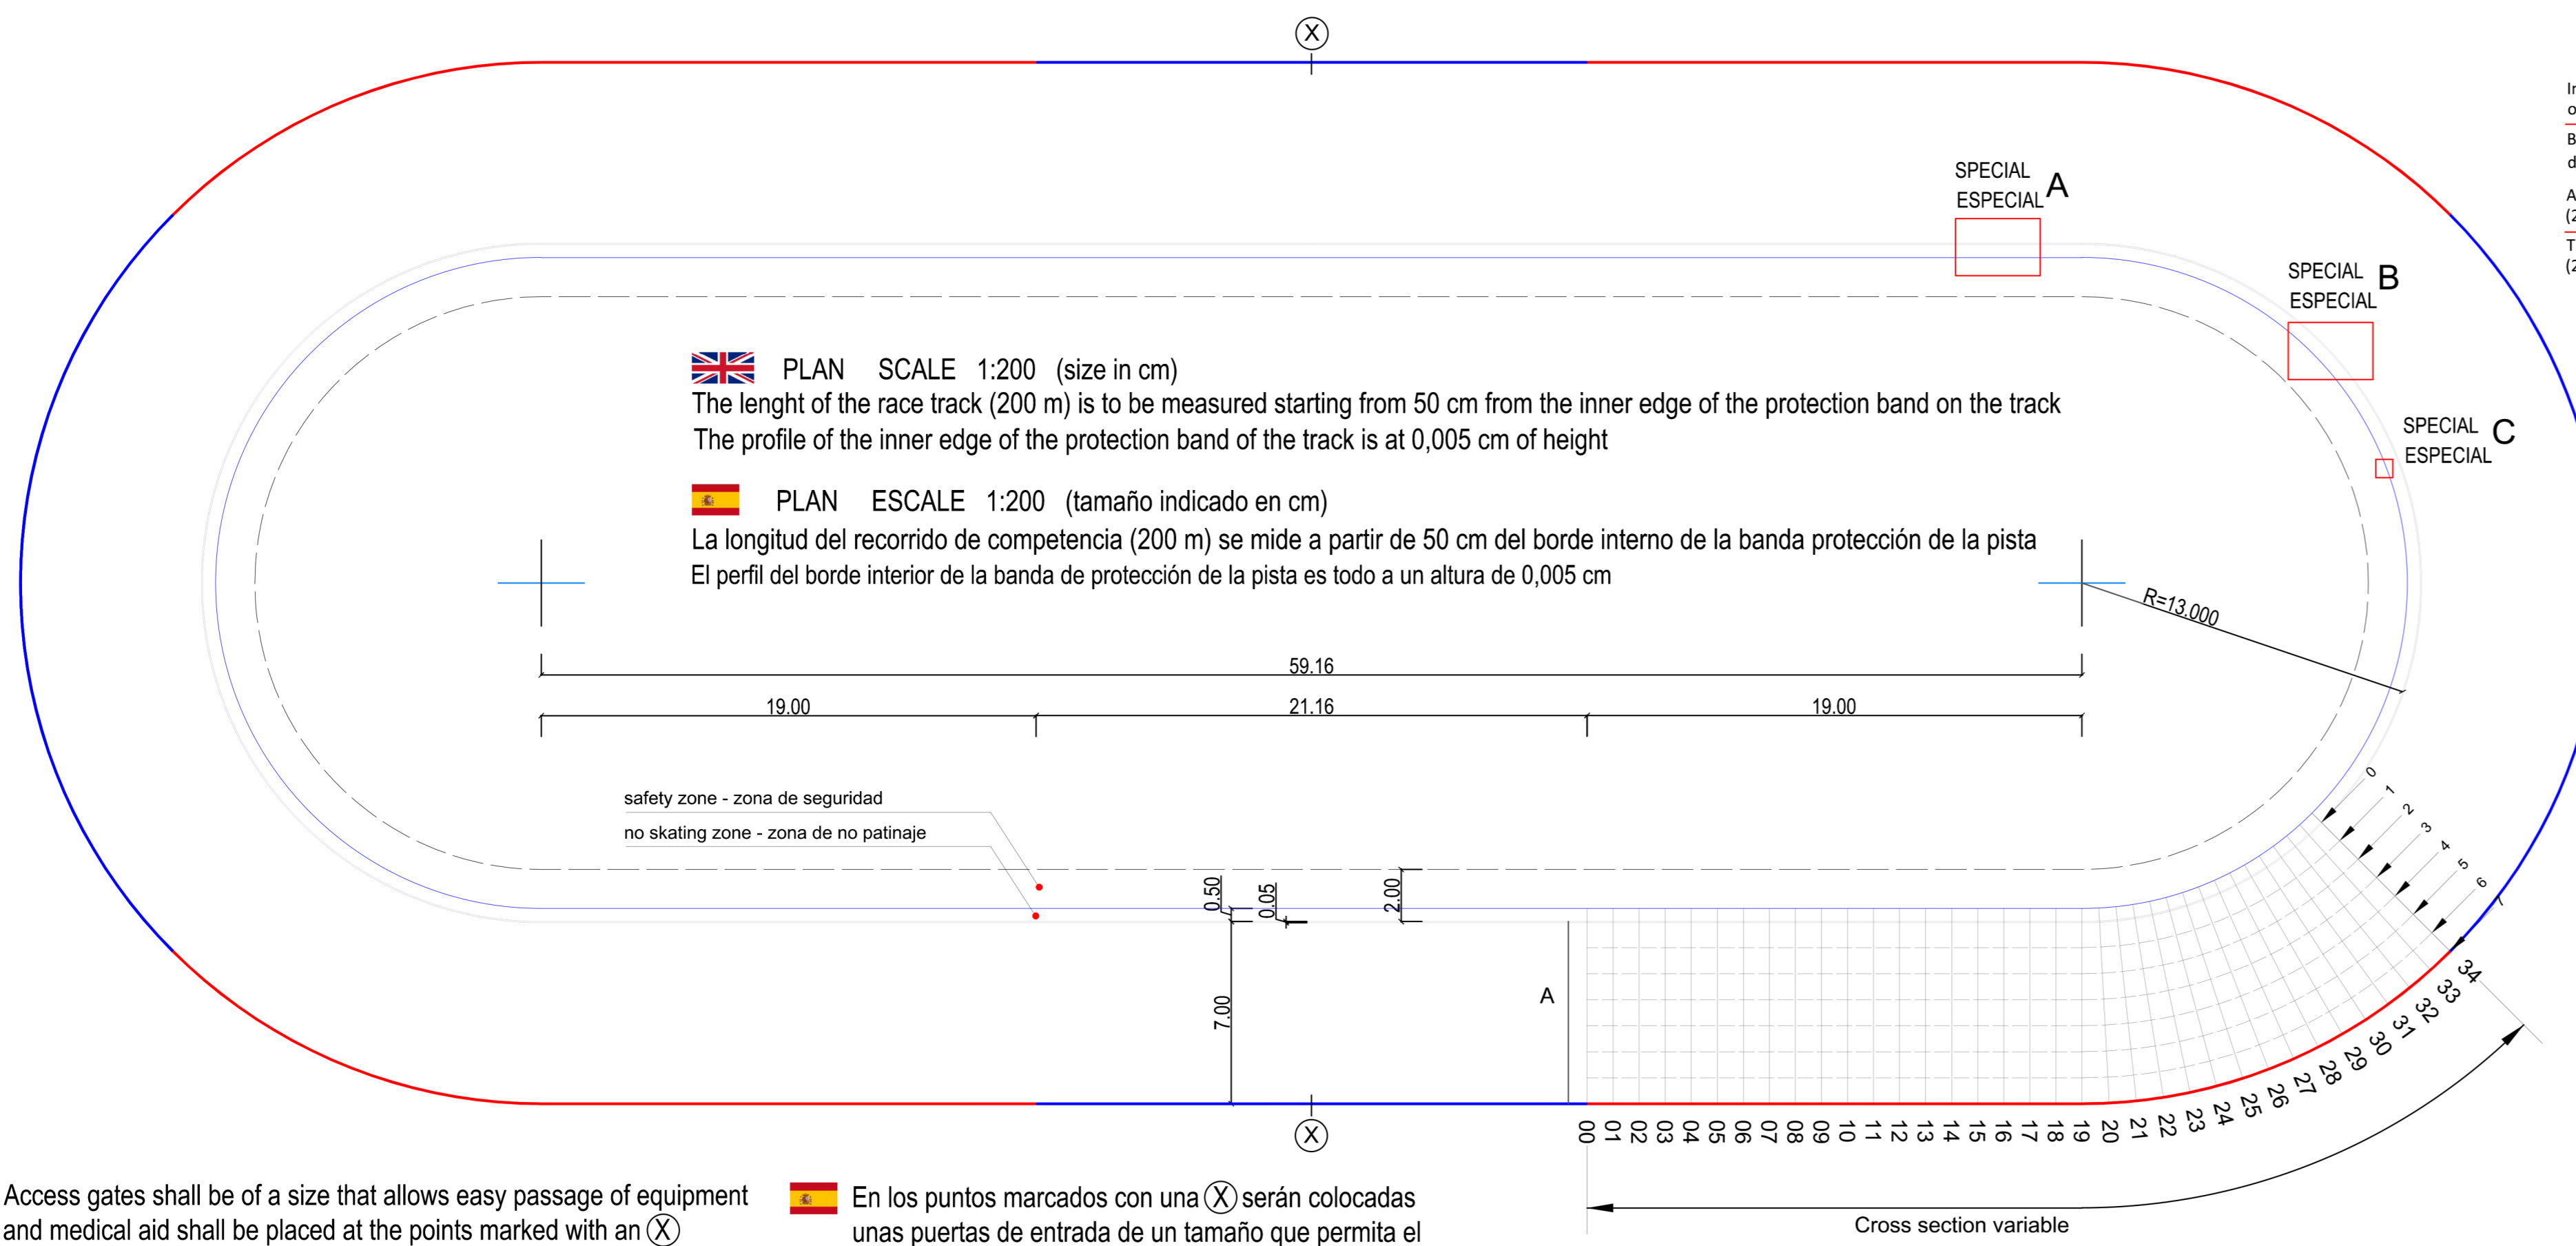 X
SPECIAL
ESPECIAL
A
SPECIAL
ESPECIAL
B
SPECIAL
ESPECIAL
C
PLAN SCALE 1:200 (size in cm)
The lenght of the race track (200 m) is to be measured starting from 50 cm from the inner edge of the protection band on the track
The profile of the inner edge of the protection band of the track is at 0,005 cm of height
PLAN ESCALE 1:200 (tamaño indicado en cm)
La longitud del recorrido de competencia (200 m) se mide a partir de 50 cm del borde interno de la banda protección de la pista
El perfil del borde interior de la banda de protección de la pista es todo a un altura de 0,005 cm
R=13.000
59.16
19.00 21.16 19.00
safety zone - zona de seguridad
no skating zone - zona de no patinaje
0.50
0.05
2.00
7.00
A
0
1
2
3
4
5
6
7
34
33
32
31
30
29
28
27
26
25
24
23
22
21
20
00 01 02 03 04 05 06 07 08 09 10 11 12 13 14 15 16 17 18 19
X
Cross section variable
Access gates shall be of a size that allows easy passage of equipment
and medical aid shall be placed at the points marked with an X
En los puntos marcados con una X serán colocadas
unas puertas de entrada de un tamaño que permita el